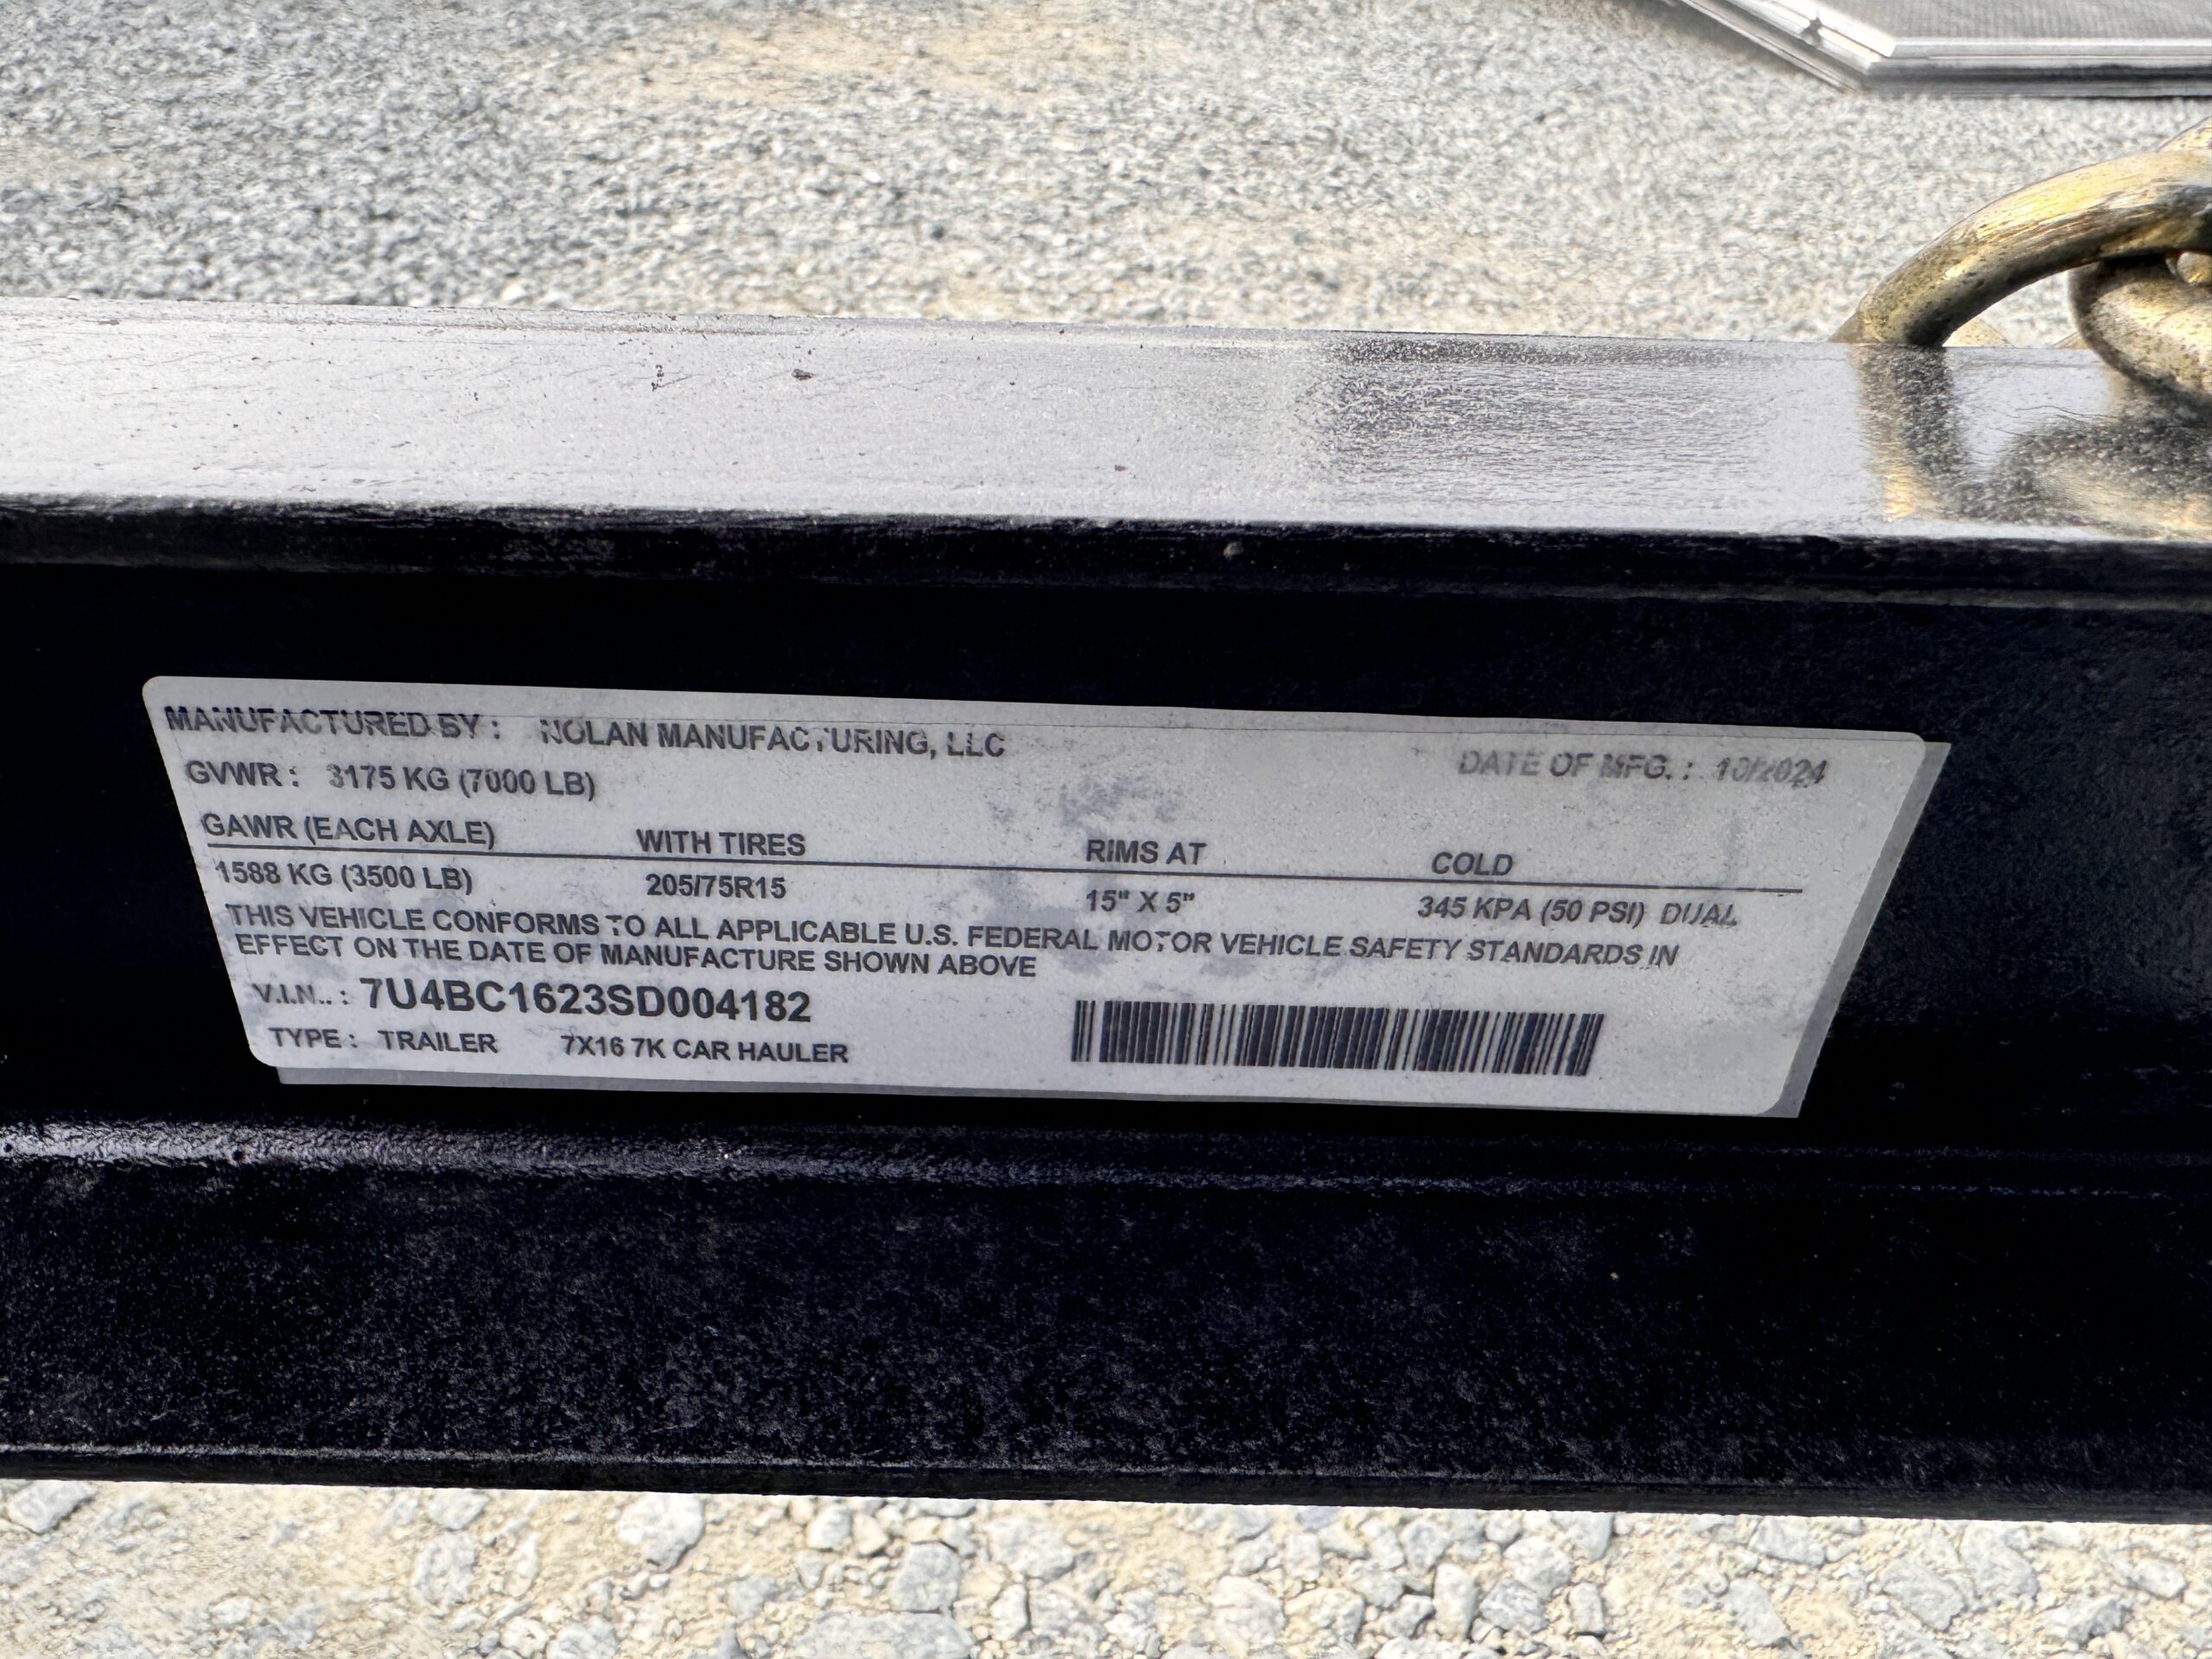 MANUFACTURED BY : NOLAN MANUFACTURING, LLC
GVWR : 3175 KG (7000 LB) DATE OF MFG. : 10/2024
GAWR (EACH AXLE) WITH TIRES RIMS AT COLD
1588 KG (3500 LB) 205/75R15 15" X 5" 345 KPA (50 PSI) DUAL
THIS VEHICLE CONFORMS TO ALL APPLICABLE U.S. FEDERAL MOTOR VEHICLE SAFETY STANDARDS IN
EFFECT ON THE DATE OF MANUFACTURE SHOWN ABOVE
V.I.N.. : 7U4BC1623SD004182
TYPE : TRAILER 7X16 7K CAR HAULER